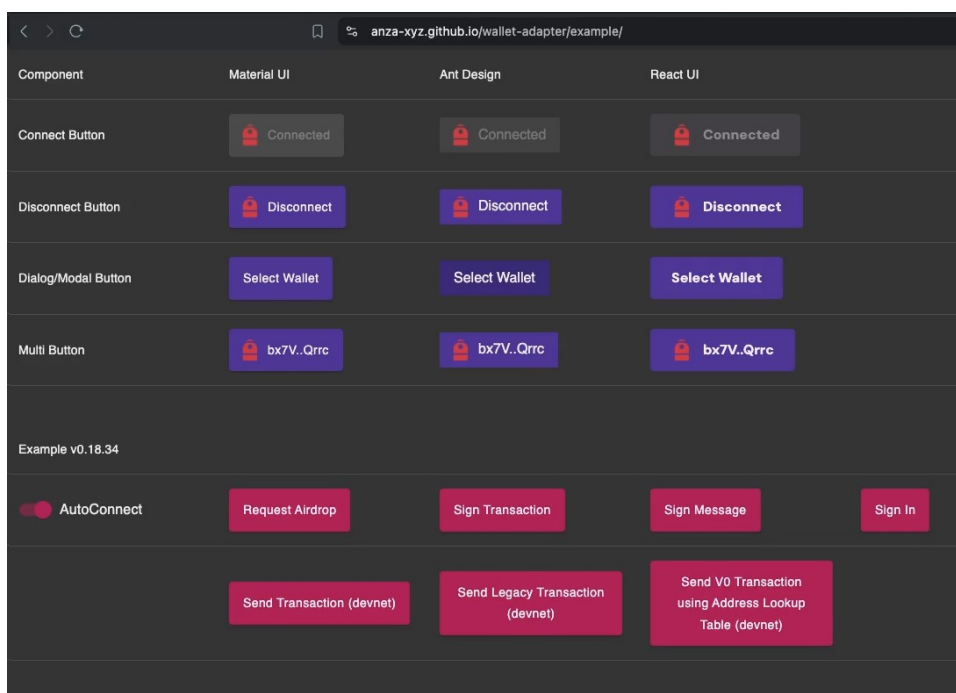 anza-xyz.github.io/wallet-adapter/example/
Component Material UI Ant Design React UI
Connect Button Connected Connected Connected
Disconnect Button Disconnect Disconnect Disconnect
Dialog/Modal Button Select Wallet Select Wallet Select Wallet
Multi Button bx7V..Qrrc bx7V..Qrrc bx7V..Qrrc
Example v0.18.34
AutoConnect Request Airdrop Sign Transaction Sign Message Sign In
Send Transaction (devnet)
Send Legacy Transaction
(devnet)
Send V0 Transaction
using Address Lookup
Table (devnet)